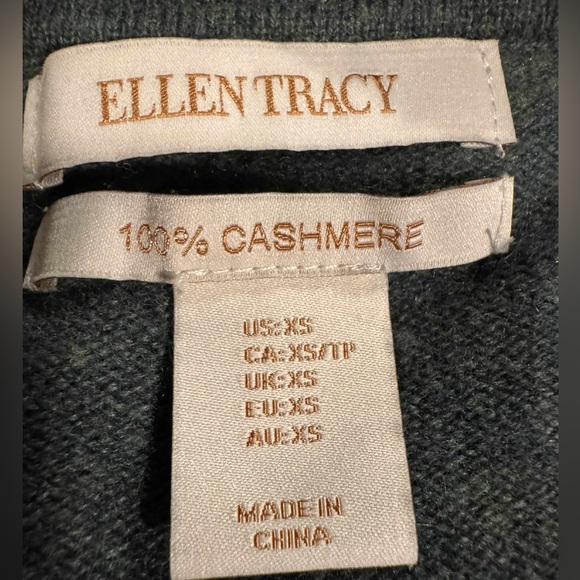 ELLEN TRACY
100% CASHMERE
US:XS
CA:XS/TP
UK:XS
EU:XS
AU:XS
MADE IN
CHINA